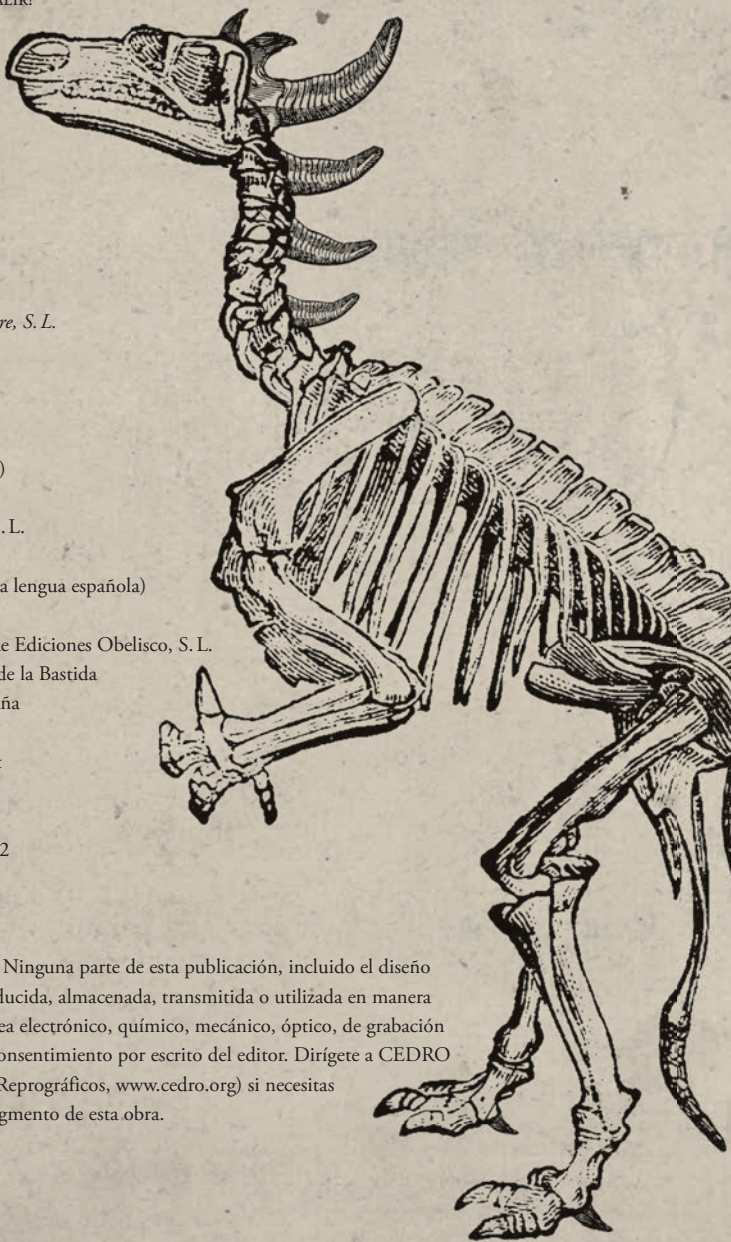 re, S. L.
)
. L.
a lengua española)
e Ediciones Obelisco, S. L.
de la Bastida
ña
2
Ninguna parte de esta publicación, incluido el diseño
ducida, almacenada, transmitida o utilizada en manera
ea electrónico, químico, mecánico, óptico, de grabación
onsentimiento por escrito del editor. Dirígete a CEDRO
Reprográficos, www.cedro.org) si necesitas
gmento de esta obra.